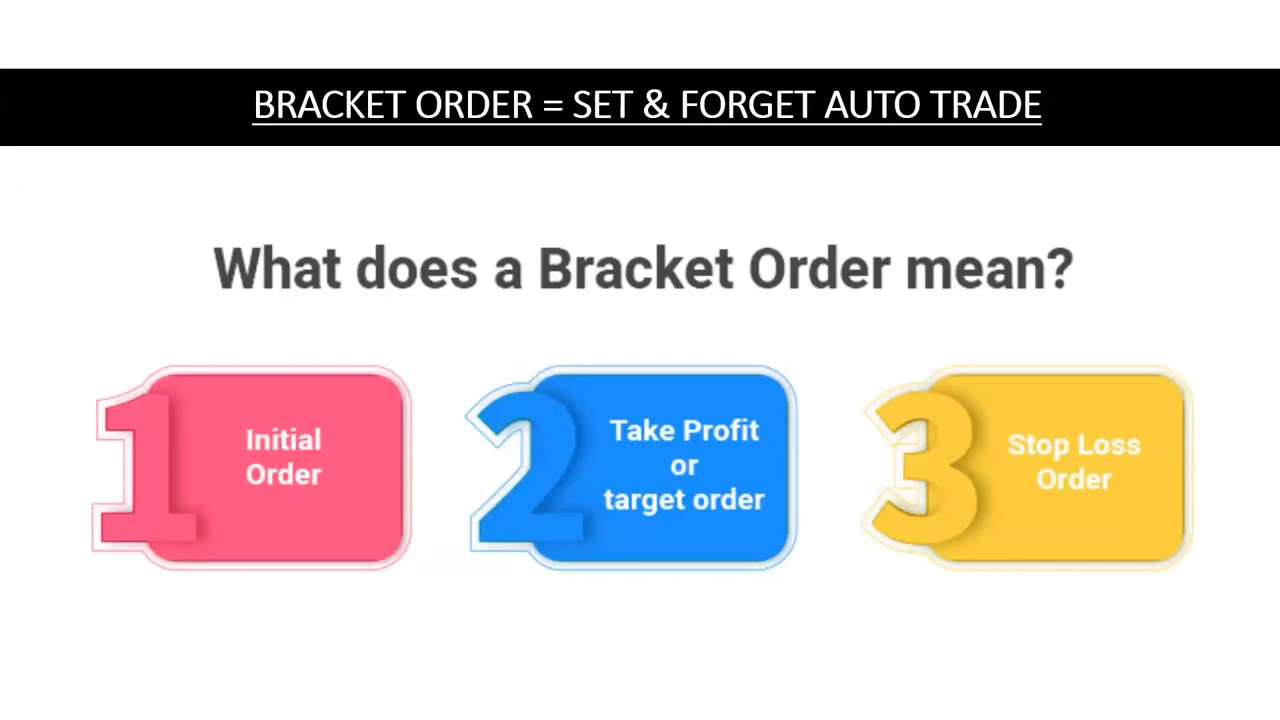 BRACKET ORDER = SET & FORGET AUTO TRADE
What does a Bracket Order mean?
1
Initial
Order
2
Take Profit
or
target order
3
Stop Loss
Order